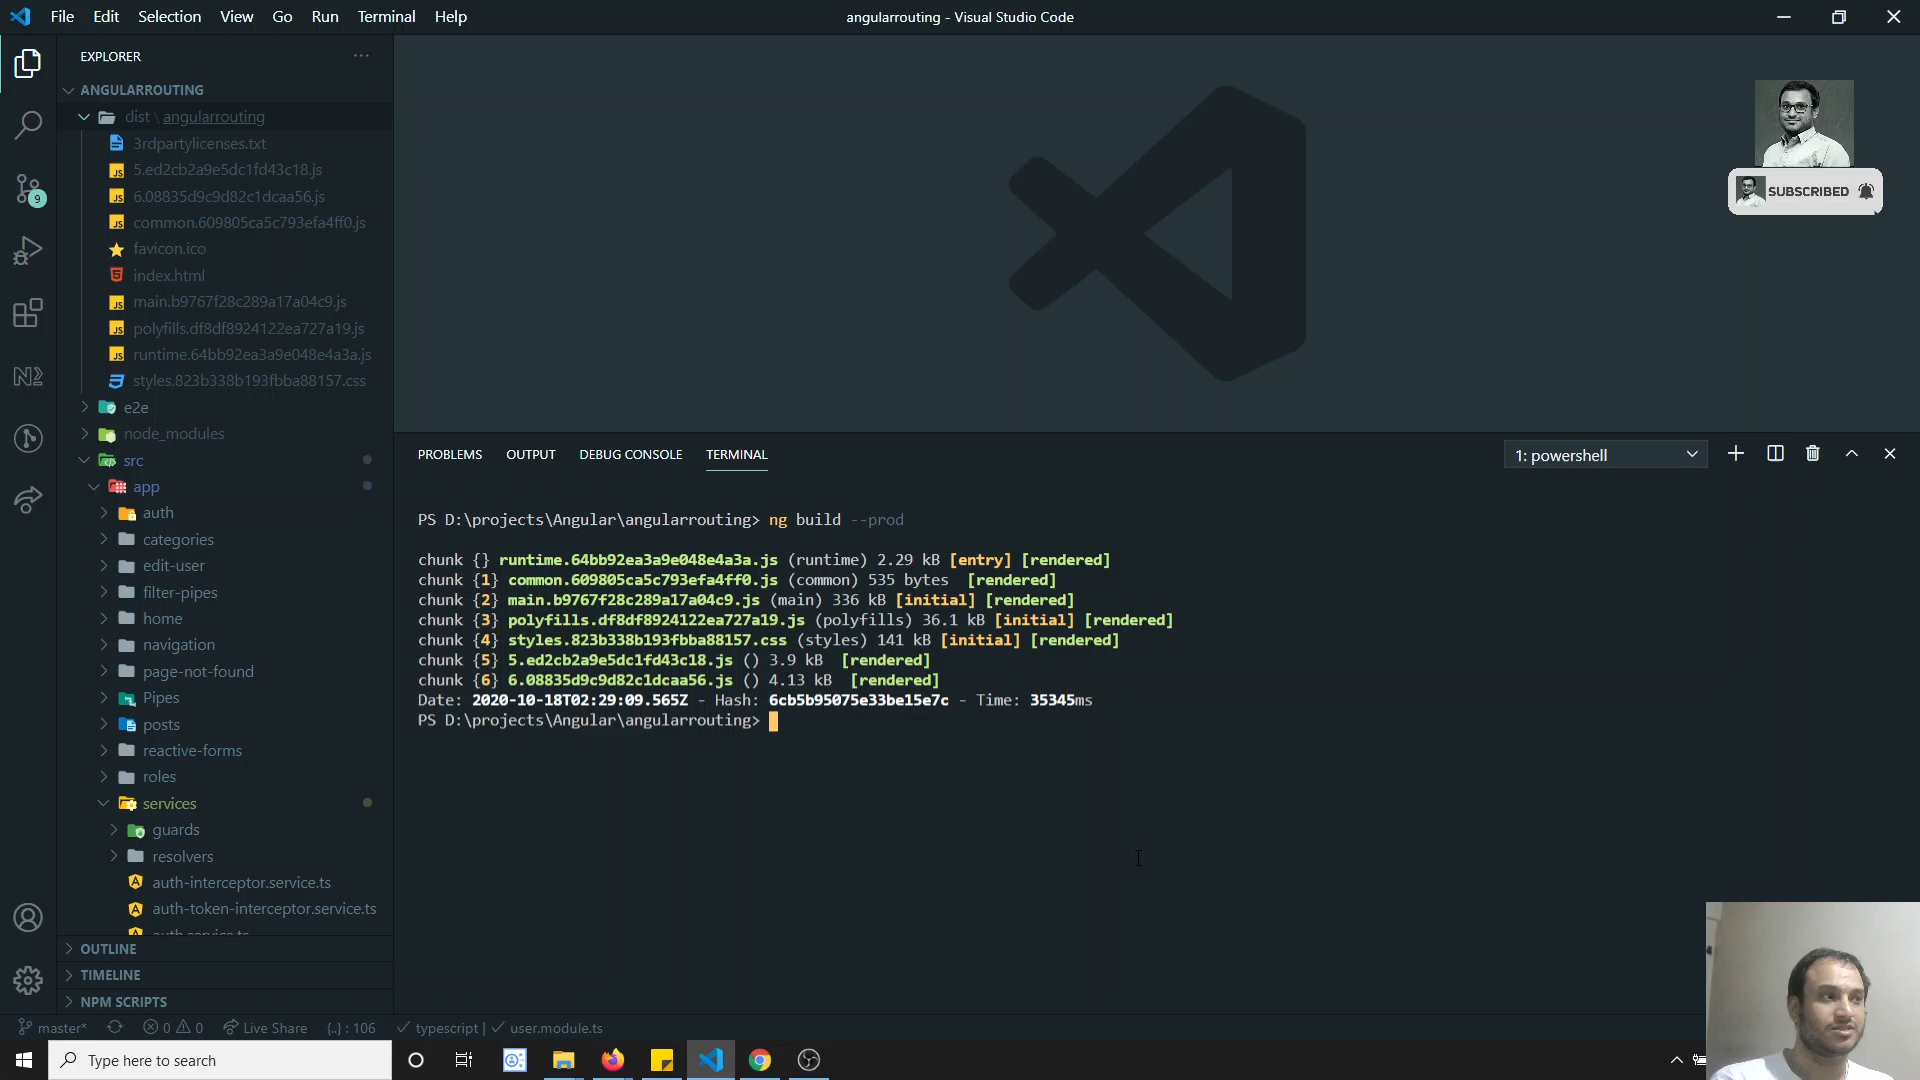 File Edit Selection View Go Run Terminal Help
angularrouting - Visual Studio Code
EXPLORER
ANGULARROUTING
dist \ angularrouting
3rdpartylicenses.txt
5.ed2cb2a9e5dc1fd43c18.js
6.08835d9c9d82c1dcaa56.js
common.609805ca5c793efa4ff0.js
favicon.ico
index.html
main.b9767f28c289a17a04c9.js
polyfills.df8df8924122ea727a19.js
runtime.64bb92ea3a9e048e4a3a.js
styles.823b338b193fbba88157.css
e2e
node_modules
src
app
auth
categories
edit-user
filter-pipes
home
navigation
page-not-found
Pipes
posts
reactive-forms
roles
services
guards
resolvers
auth-interceptor.service.ts
auth-token-interceptor.service.ts
auth.service.ts
OUTLINE
TIMELINE
NPM SCRIPTS
9
SUBSCRIBED
PROBLEMS OUTPUT DEBUG CONSOLE TERMINAL
1: powershell
PS D:\projects\Angular\angularrouting> ng build --prod
chunk {} runtime.64bb92ea3a9e048e4a3a.js (runtime) 2.29 kB [entry] [rendered]
chunk {1} common.609805ca5c793efa4ff0.js (common) 535 bytes [rendered]
chunk {2} main.b9767f28c289a17a04c9.js (main) 336 kB [initial] [rendered]
chunk {3} polyfills.df8df8924122ea727a19.js (polyfills) 36.1 kB [initial] [rendered]
chunk {4} styles.823b338b193fbba88157.css (styles) 141 kB [initial] [rendered]
chunk {5} 5.ed2cb2a9e5dc1fd43c18.js () 3.9 kB [rendered]
chunk {6} 6.08835d9c9d82c1dcaa56.js () 4.13 kB [rendered]
Date: 2020-10-18T02:29:09.565Z - Hash: 6cb5b95075e33be15e7c - Time: 35345ms
PS D:\projects\Angular\angularrouting>
master* 0 0 Live Share {..} : 106 typescript | user.module.ts
Type here to search